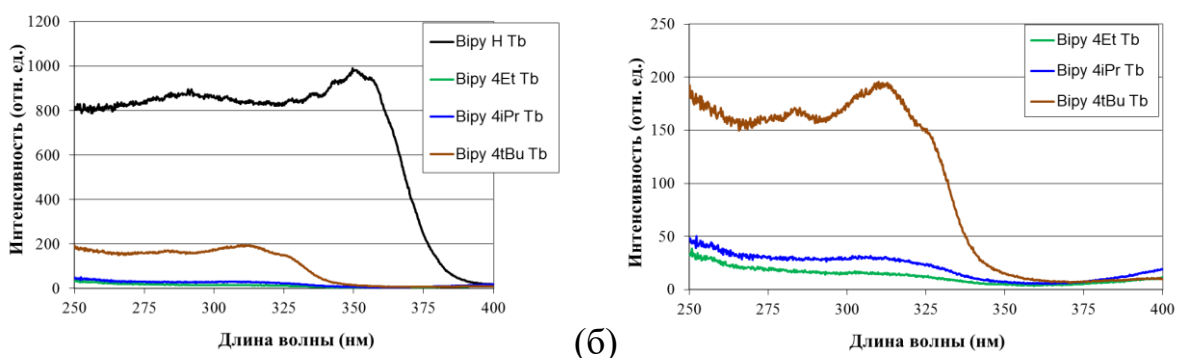 Интенсивность (отн. ед.)
1200
1000
800
600
400
200
0
250
275
300
325
350
375
400
Длина волны (нм)
Bipy H Tb
Bipy 4Et Tb
Bipy 4iPr Tb
Bipy 4tBu Tb
(б)
Интенсивность (отн. ед.)
250
200
150
100
50
0
250
275
300
325
350
375
400
Длина волны (нм)
Bipy 4Et Tb
Bipy 4iPr Tb
Bipy 4tBu Tb